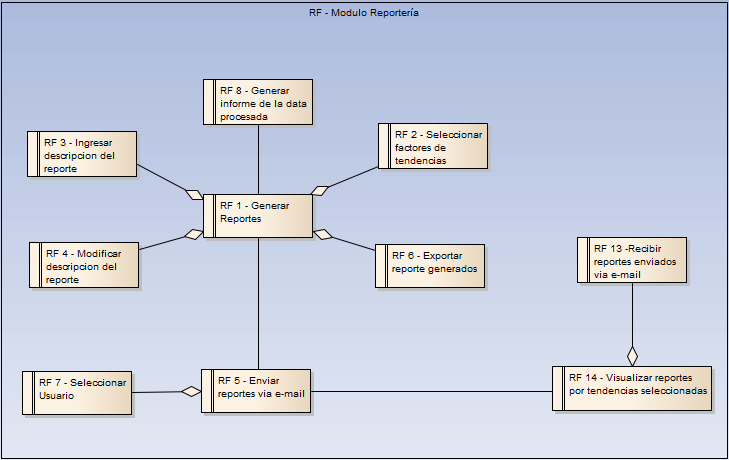 RF - Modulo Reportería
RF 8 - Generar
informe de la data
procesada
RF 3 - Ingresar
descripcion del
reporte
RF 2 - Seleccionar
factores de
tendencias
RF 1 - Generar
Reportes
RF 4 - Modificar
descripcion del
reporte
RF 6 - Exportar
reporte generados
RF 13 -Recibir
reportes enviados
via e-mail
RF 7 - Seleccionar
Usuario
RF 5 - Enviar
reportes via e-mail
RF 14 - Visualizar reportes
por tendencias seleccionadas